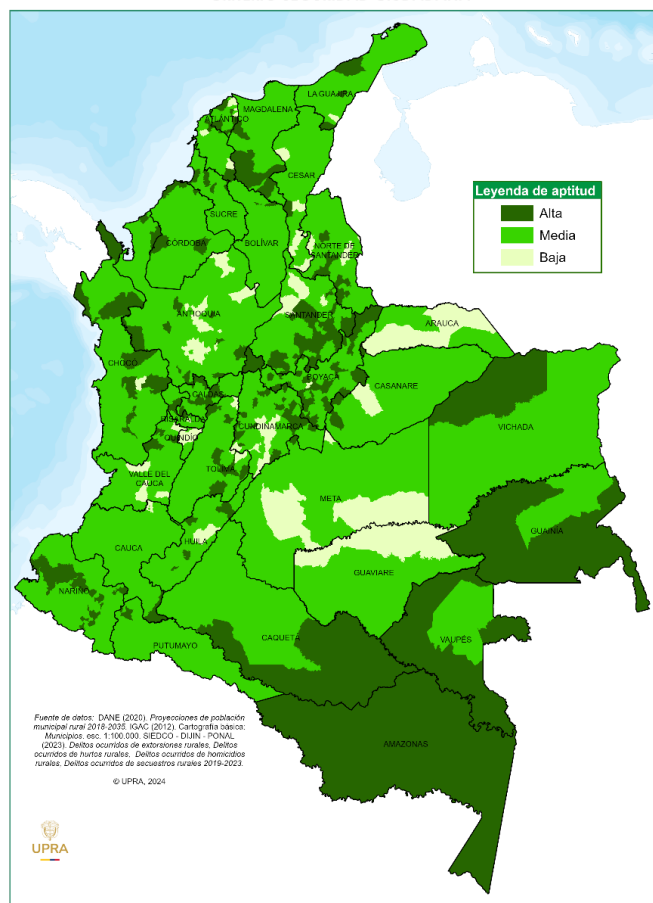 LA GUAJIRA
MAGDALENA
ATLÁNTICO
CESAR
SUCRE
CÓRDOBA
BOLÍVAR
NORTE DE
SANTANDER
ANTIOQUIA
SANTANDER
ARAUCA
CHOCÓ
BOYACÁ
CASANARE
CALDAS
RISARALDA
CUNDINAMARCA
VICHADA
QUINDÍO
VALLE DEL
CAUCA
TOLIMA
META
GUAINÍA
HUILA
CAUCA
GUAVIARE
NARIÑO
CAQUETÁ
VAUPÉS
PUTUMAYO
AMAZONAS
Leyenda de aptitud
Alta
Media
Baja
Fuente de datos: DANE (2020). Proyecciones de población
municipal rural 2018-2035. IGAC (2012). Cartografía básica:
Municipios. esc. 1:100.000. SIEDCO - DIJIN - PONAL
(2023). Delitos ocurridos de extorsiones rurales, Delitos
ocurridos de hurtos rurales, Delitos ocurridos de homicidios
rurales, Delitos ocurridos de secuestros rurales 2019-2023.
© UPRA, 2024
UPRA